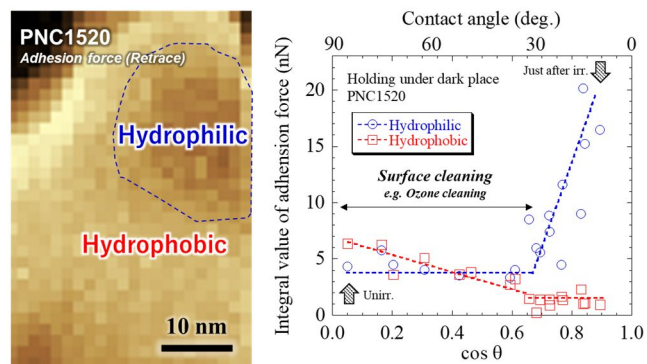 PNC1520
Adhesion force (Retrace)
Hydrophilic
Hydrophobic
10 nm
Contact angle (deg.)
90 60 30 0
Integral value of adhension force (nN)
20
15
10
5
0
Holding under dark place
PNC1520
Hydrophilic
Hydrophobic
Just after irr.
Surface cleaning
e.g. Ozone cleaning
Unirr.
0.0 0.2 0.4 0.6 0.8 1.0
cos θ